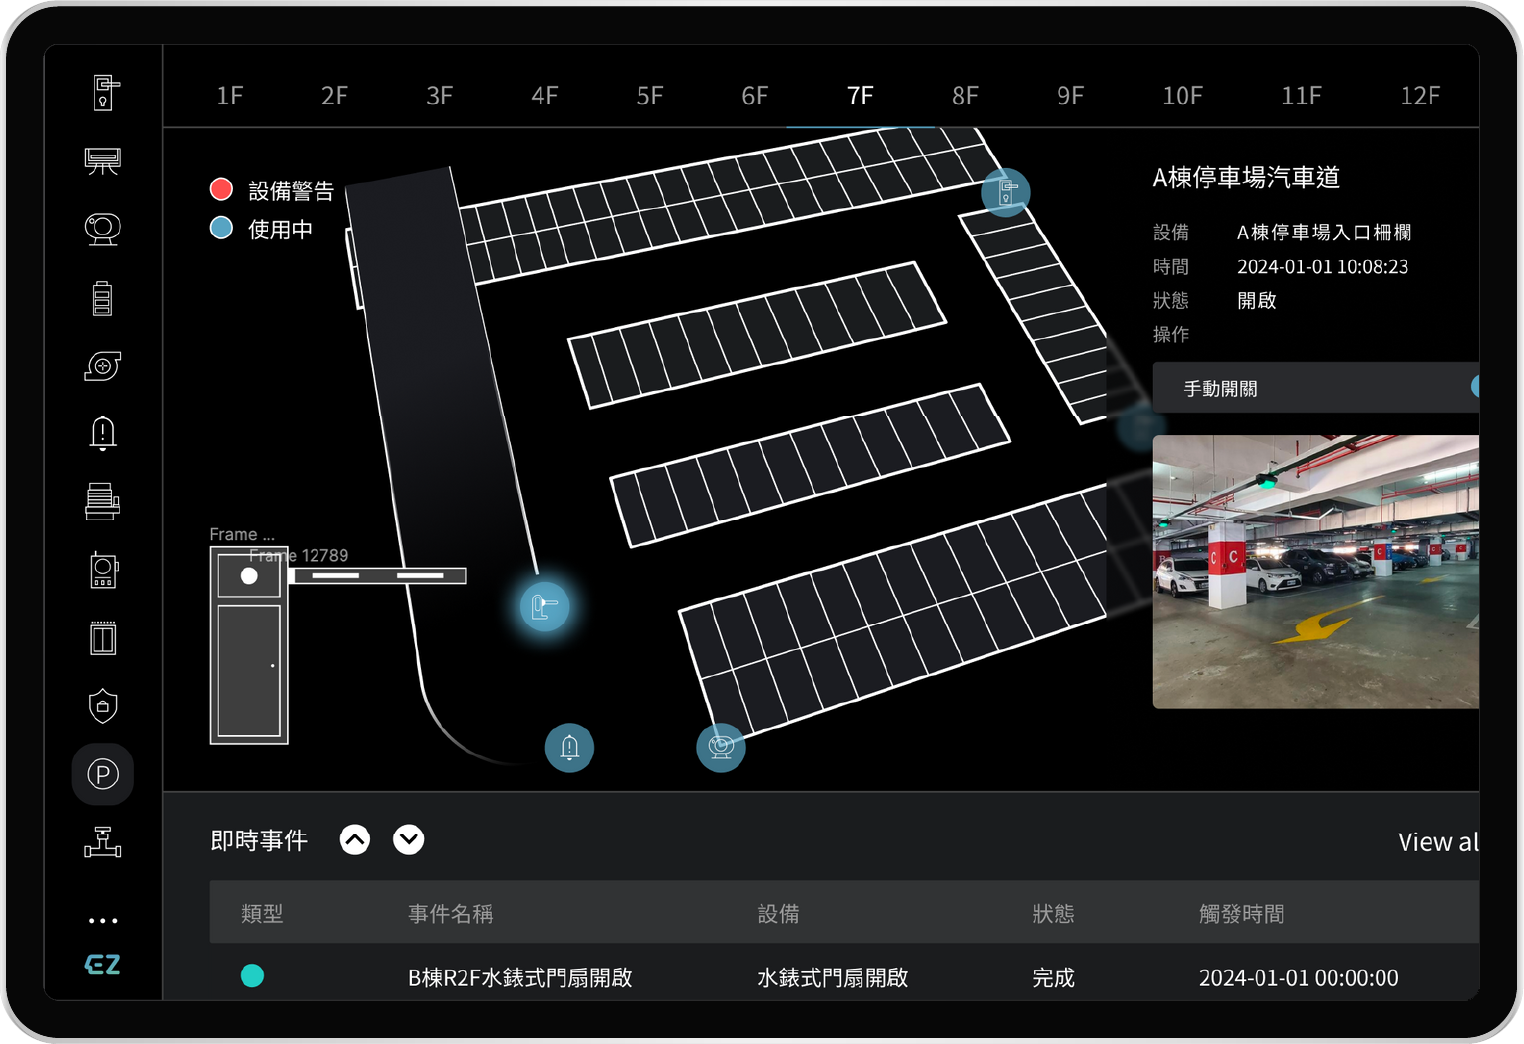 1F 2F 3F 4F 5F 6F 7F 8F 9F 10F 11F 12F
設備警告
使用中
A棟停車場汽車道
設備 A棟停車場入口柵欄
時間 2024-01-01 10:08:23
狀態 開啟
操作
手動開關
C C
C
C
Frame ...
Frame 12789
P
EZ
即時事件
View al
類型 事件名稱 設備 狀態 觸發時間
B棟R2F水錶式門扇開啟 水錶式門扇開啟 完成 2024-01-01 00:00:00